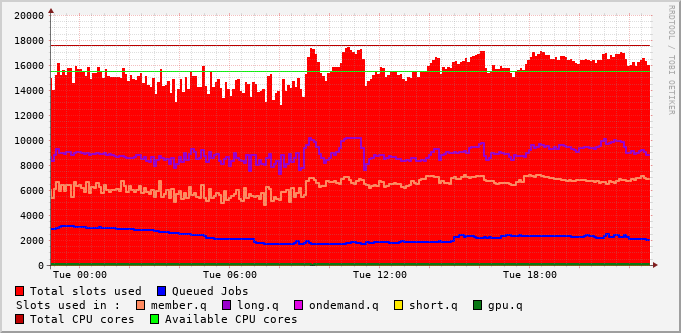 20000
18000
16000
14000
12000
10000
8000
6000
4000
2000
0
Tue 00:00 Tue 06:00 Tue 12:00 Tue 18:00
RRDTOOL / TOBI OETIKER
Total slots used Queued Jobs
Slots used in : member.q long.q ondemand.q short.q gpu.q
Total CPU cores Available CPU cores